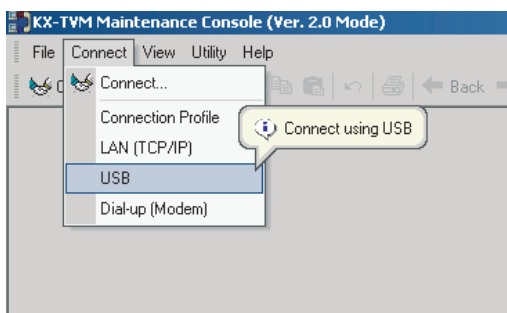 KX-TVM Maintenance Console (Ver. 2.0 Mode)
File Connect View Utility Help
Connect... Back
Connection Profile
Connect using USB
LAN (TCP/IP)
USB
Dial-up (Modem)